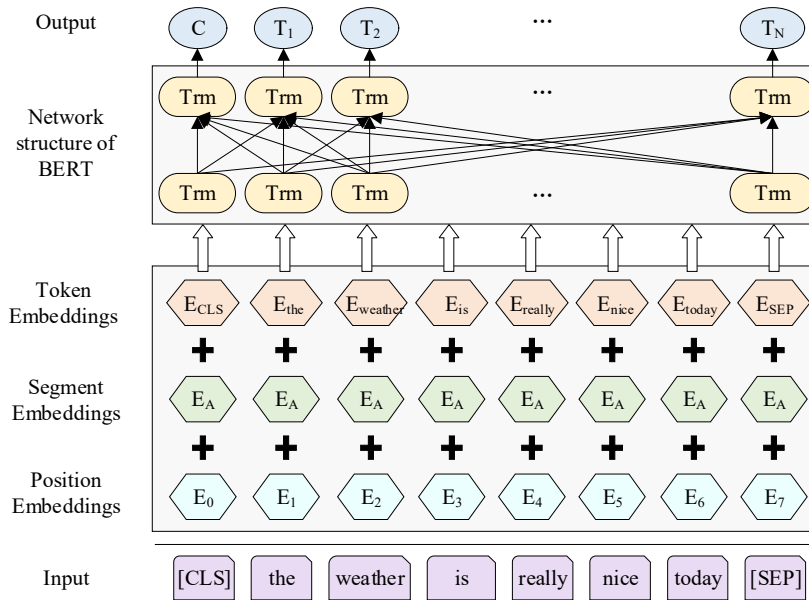 Output C T1 T2 ... TN
Trm Trm Trm ... Trm
Network
structure of
BERT
Trm Trm Trm ... Trm
Token
Embeddings
ECLS Ethe Eweather Eis Ereally Enice Etoday ESEP
+ + + + + + + +
Segment
Embeddings
EA EA EA EA EA EA EA EA
+ + + + + + + +
Position
Embeddings
E0 E1 E2 E3 E4 E5 E6 E7
Input [CLS] the weather is really nice today [SEP]